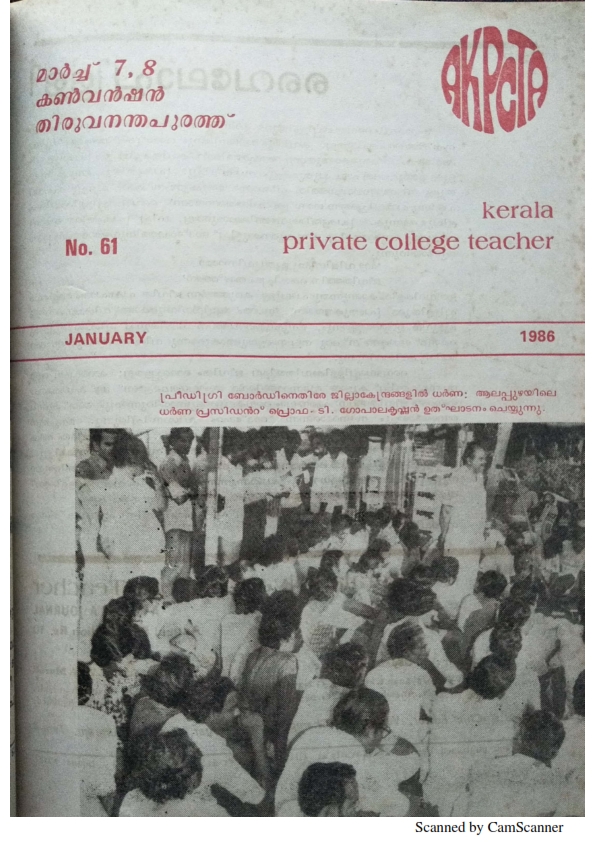 മാർച്ച് 7, 8
കൺവൻഷൻ
തിരുവനന്തപുരത്ത്
AKPCTA
kerala
private college teacher
No. 61
JANUARY 1986
പ്രീഡിഗ്രി ബോർഡിനെതിരേ ജില്ലാകേന്ദ്രങ്ങളിൽ ധർണ: ആലപ്പുഴയിലെ
ധർണ പ്രസിഡൻറ് പ്രൊഫ- ടി. ഗോപാലകൃഷ്ണൻ ഉത്ഘാടനം ചെയ്യുന്നു.
Scanned by CamScanner